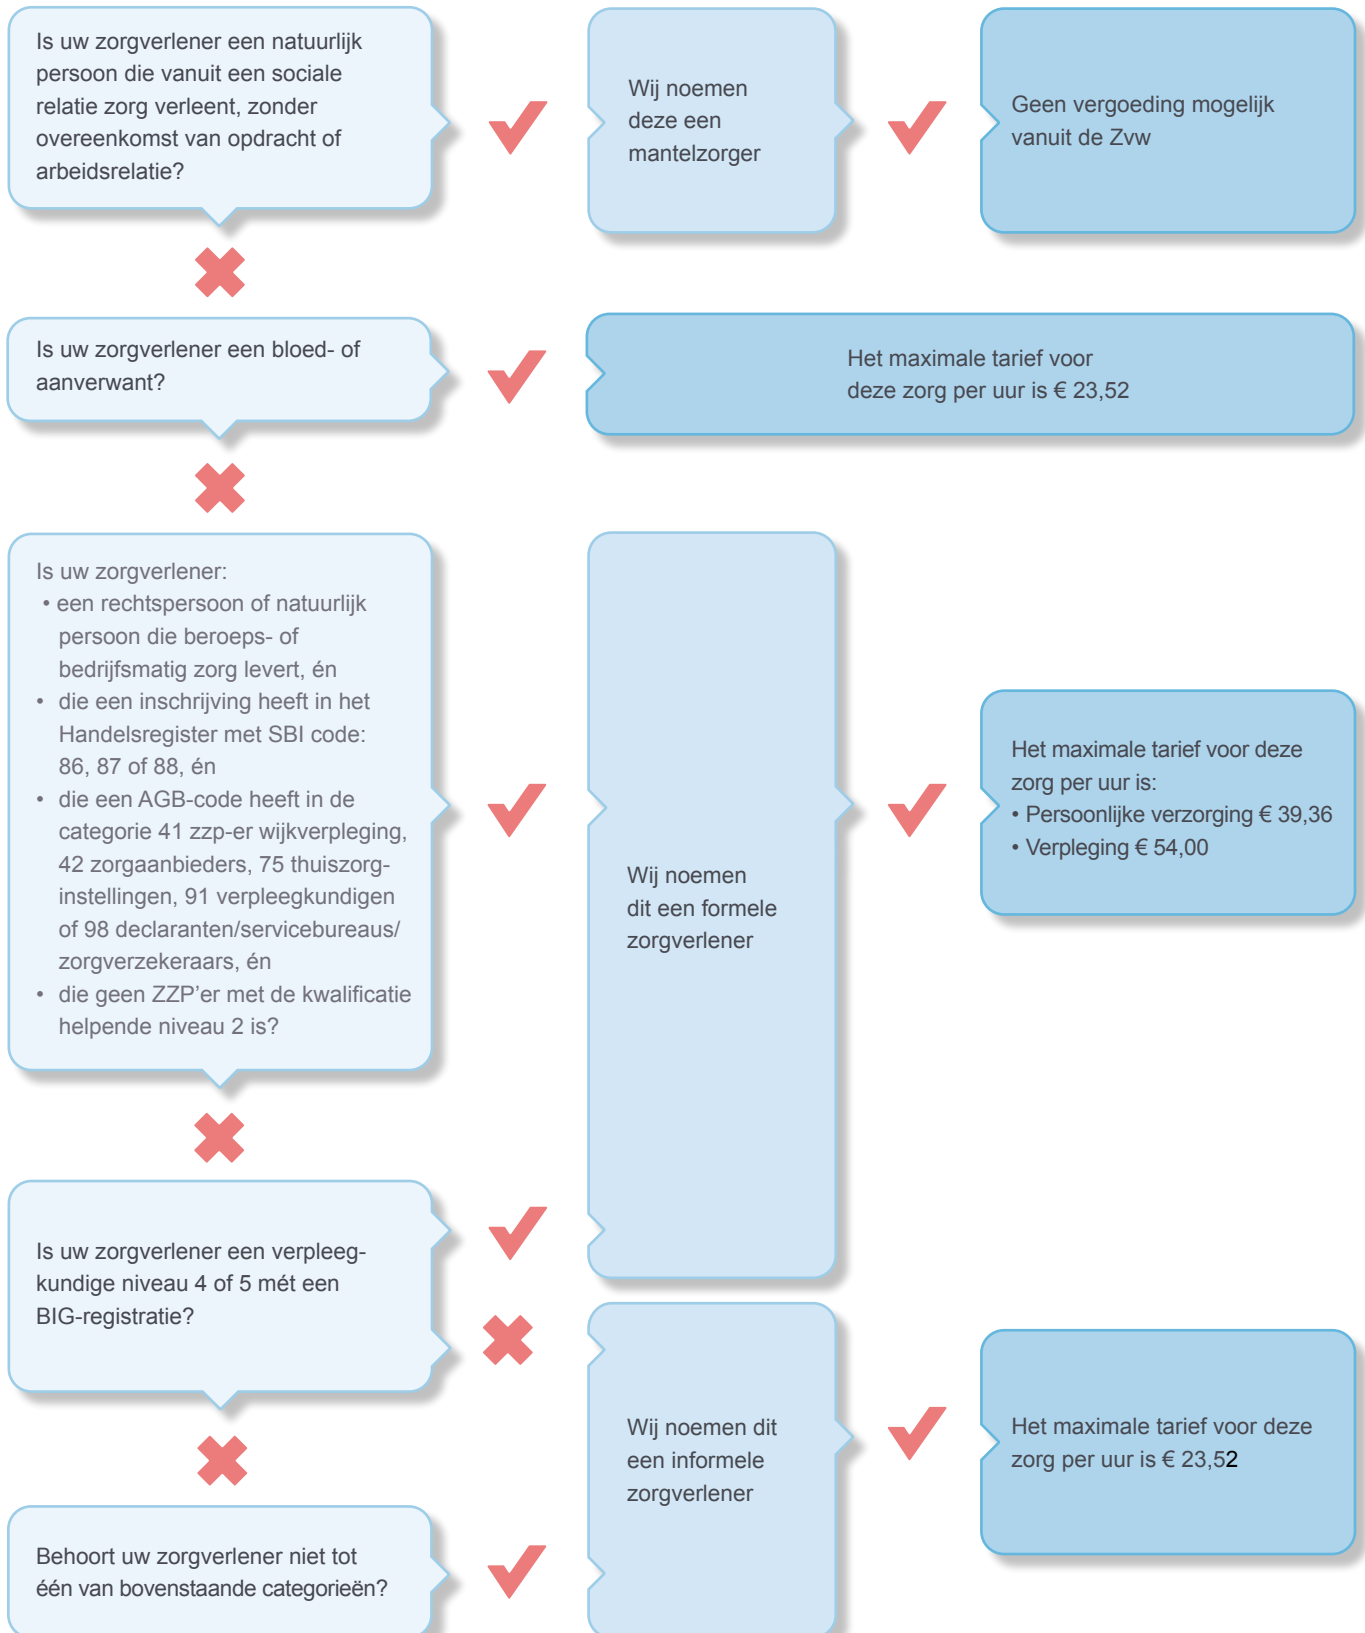 Is uw zorgverlener een natuurlijk
persoon die vanuit een sociale
relatie zorg verleent, zonder
overeenkomst van opdracht of
arbeidsrelatie?
Wij noemen
deze een
mantelzorger
Geen vergoeding mogelijk
vanuit de Zvw
Is uw zorgverlener een bloed- of
aanverwant?
Het maximale tarief voor
deze zorg per uur is € 23,52
Is uw zorgverlener:
• een rechtspersoon of natuurlijk
persoon die beroeps- of
bedrijfsmatig zorg levert, én
• die een inschrijving heeft in het
Handelsregister met SBI code:
86, 87 of 88, én
• die een AGB-code heeft in de
categorie 41 zzp-er wijkverpleging,
42 zorgaanbieders, 75 thuiszorg-
instellingen, 91 verpleegkundigen
of 98 declaranten/servicebureaus/
zorgverzekeraars, én
• die geen ZZP’er met de kwalificatie
helpende niveau 2 is?
Wij noemen
dit een formele
zorgverlener
Het maximale tarief voor deze
zorg per uur is:
• Persoonlijke verzorging € 39,36
• Verpleging € 54,00
Is uw zorgverlener een verpleeg-
kundige niveau 4 of 5 mét een
BIG-registratie?
Wij noemen dit
een informele
zorgverlener
Het maximale tarief voor deze
zorg per uur is € 23,52
Behoort uw zorgverlener niet tot
één van bovenstaande categorieën?